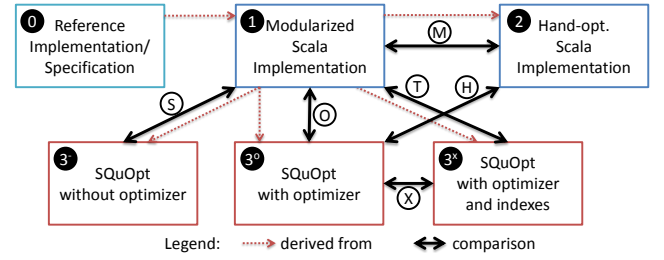 0
Reference
Implementation/
Specification
1
Modularized
Scala
Implementation
M
2
Hand-opt.
Scala
Implementation
S
O
T
H
3-
SQuOpt
without optimizer
3o
SQuOpt
with optimizer
X
3x
SQuOpt
with optimizer
and indexes
Legend: derived from comparison